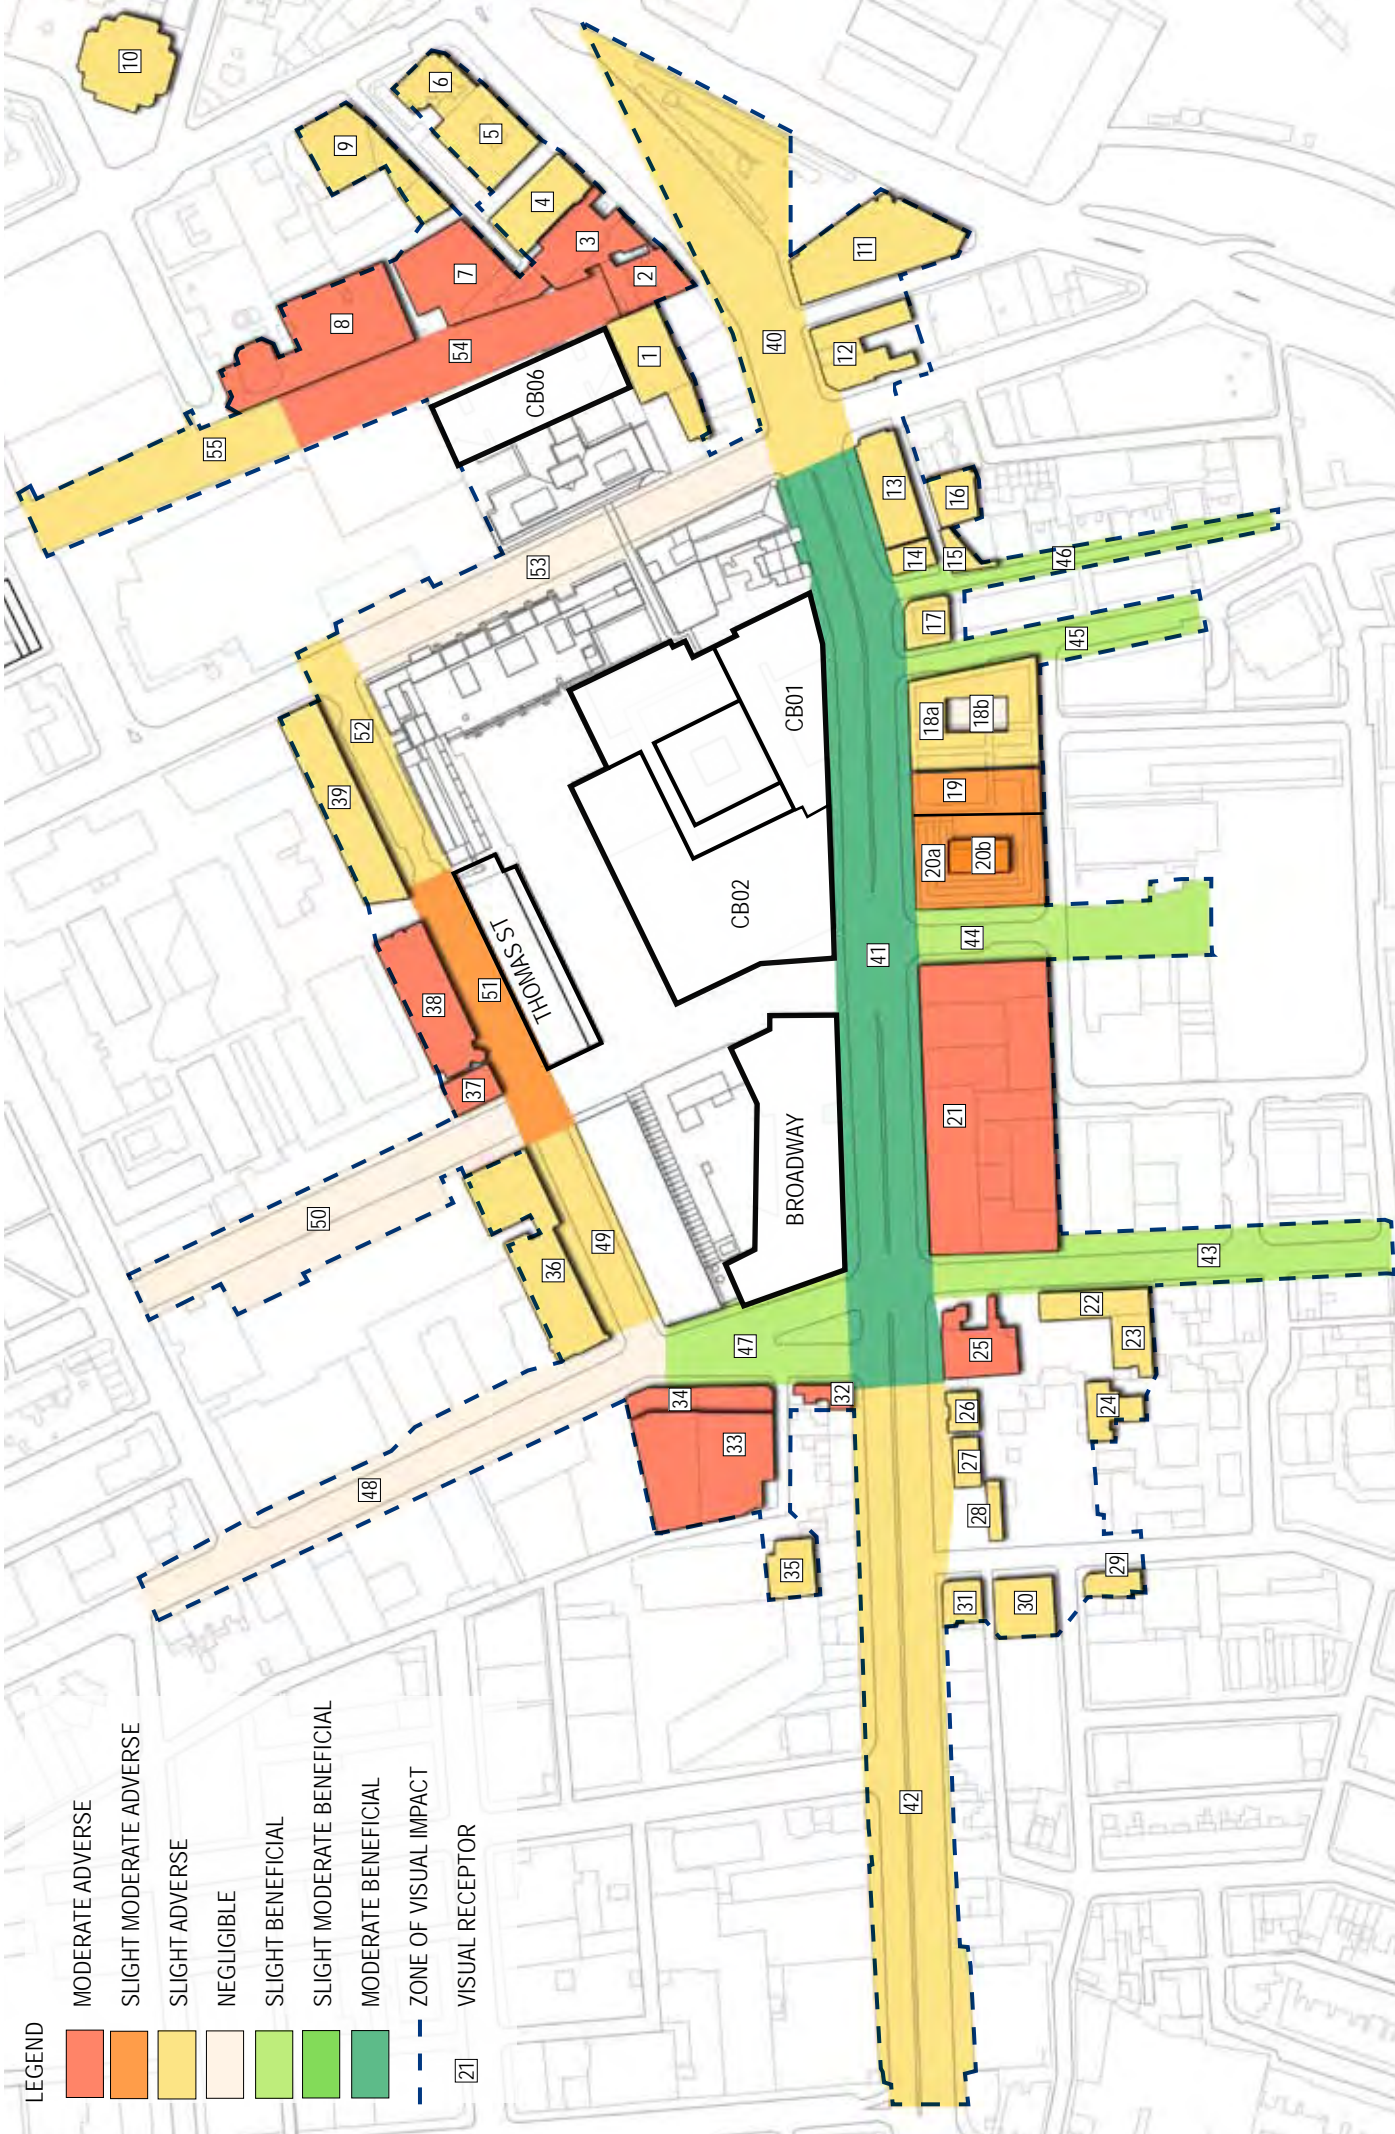 LEGEND
MODERATE ADVERSE
SLIGHT MODERATE ADVERSE
SLIGHT ADVERSE
NEGLIGIBLE
SLIGHT BENEFICIAL
SLIGHT MODERATE BENEFICIAL
MODERATE BENEFICIAL
ZONE OF VISUAL IMPACT
21 VISUAL RECEPTOR
1
2
3
4
5
6
7
8
9
10
11
12
13
14
15
16
17
18a
18b
19
20a
20b
21
22
23
24
25
26
27
28
29
30
31
32
33
34
35
36
37
38
39
40
41
42
43
44
45
46
47
48
49
50
51
52
53
54
55
CB06
CB01
CB02
THOMAS ST
BROADWAY